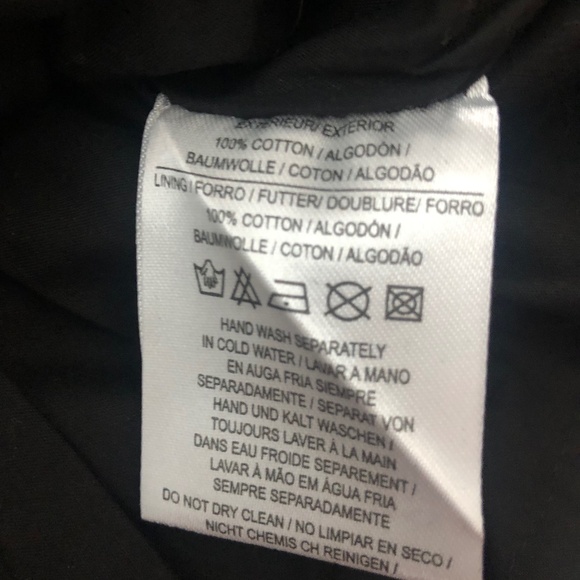 EXTÉRIEUR/ EXTERIOR
100% COTTON / ALGODÓN /
BAUMWOLLE / COTON / ALGODÃO
LINING / FORRO / FUTTER/ DOUBLURE/ FORRO
100% COTTON / ALGODÓN /
BAUMWOLLE / COTON / ALGODÃO
HAND WASH SEPARATELY
IN COLD WATER / LAVAR A MANO
EN AUGA FRIA SIEMPRE
SEPARADAMENTE / SEPARAT VON
HAND UND KALT WASCHEN /
TOUJOURS LAVER À LA MAIN
DANS EAU FROIDE SEPAREMENT /
LAVAR À MÃO EM ÀGUA FRIA
SEMPRE SEPARADAMENTE
DO NOT DRY CLEAN / NO LIMPIAR EN SECO /
NICHT CHEMIS CH REINIGEN /